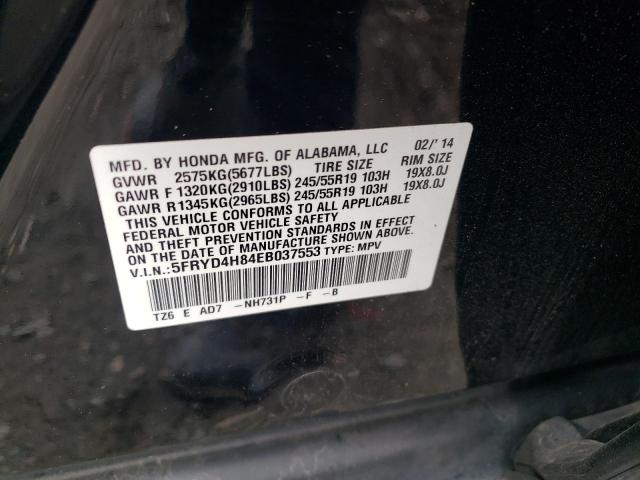 MFD. BY HONDA MFG. OF ALABAMA, LLC 02/'14
GVWR 2575KG(5677LBS) TIRE SIZE RIM SIZE
GAWR F 1320KG(2910LBS) 245/55R19 103H 19X8.0J
GAWR R1345KG(2965LBS) 245/55R19 103H 19X8.0J
THIS VEHICLE CONFORMS TO ALL APPLICABLE
FEDERAL MOTOR VEHICLE SAFETY
AND THEFT PREVENTION STANDARDS IN EFFECT
ON THE DATE OF MANUFACTURE SHOWN ABOVE.
V.I.N.:5FRYD4H84EB037553 TYPE: MPV
TZ6 E AD7 -NH731P -F -B